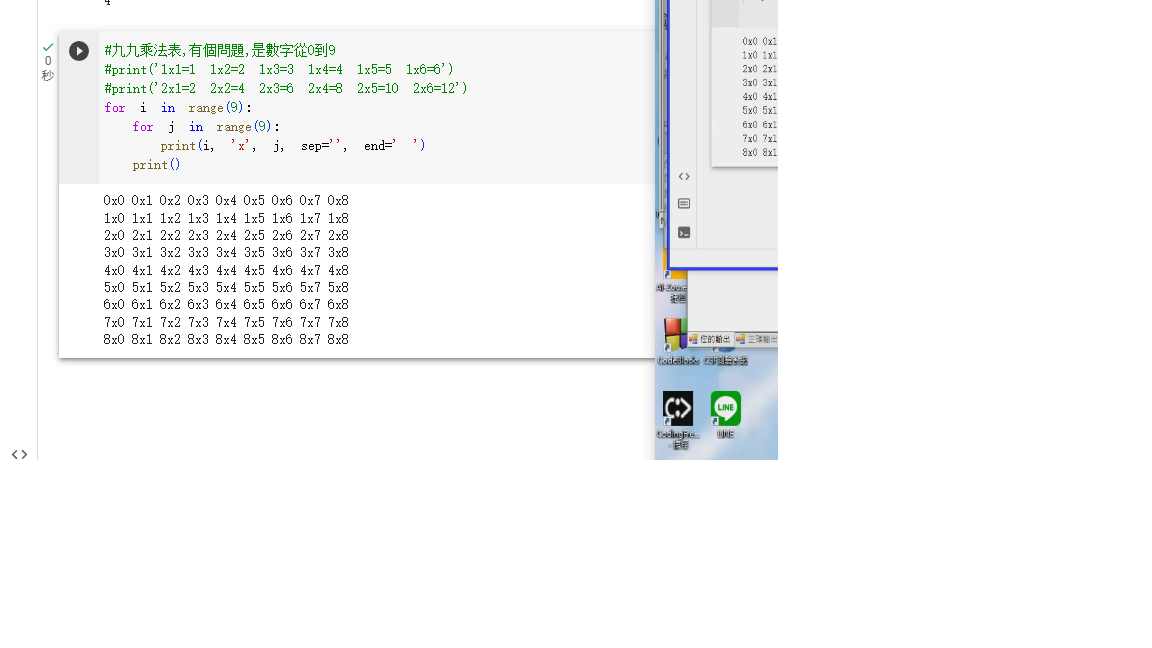 4
0
秒
#九九乘法表,有個問題,是數字從0到9
#print('1x1=1  1x2=2  1x3=3  1x4=4  1x5=5  1x6=6')
#print('2x1=2  2x2=4  2x3=6  2x4=8  2x5=10  2x6=12')
for  i  in  range(9):
    for  j  in  range(9):
        print(i,  'x',  j,  sep='',  end='  ')
    print()
0x0 0x1 0x2 0x3 0x4 0x5 0x6 0x7 0x8
1x0 1x1 1x2 1x3 1x4 1x5 1x6 1x7 1x8
2x0 2x1 2x2 2x3 2x4 2x5 2x6 2x7 2x8
3x0 3x1 3x2 3x3 3x4 3x5 3x6 3x7 3x8
4x0 4x1 4x2 4x3 4x4 4x5 4x6 4x7 4x8
5x0 5x1 5x2 5x3 5x4 5x5 5x6 5x7 5x8
6x0 6x1 6x2 6x3 6x4 6x5 6x6 6x7 6x8
7x0 7x1 7x2 7x3 7x4 7x5 7x6 7x7 7x8
8x0 8x1 8x2 8x3 8x4 8x5 8x6 8x7 8x8
0x0 0x1
1x0 1x1
2x0 2x1
3x0 3x1
4x0 4x1
5x0 5x1
6x0 6x1
7x0 7x1
8x0 8x1
您的輸出 正確輸出
CodeBlocks
LINE
CodingFre...
- 捷徑
LINE